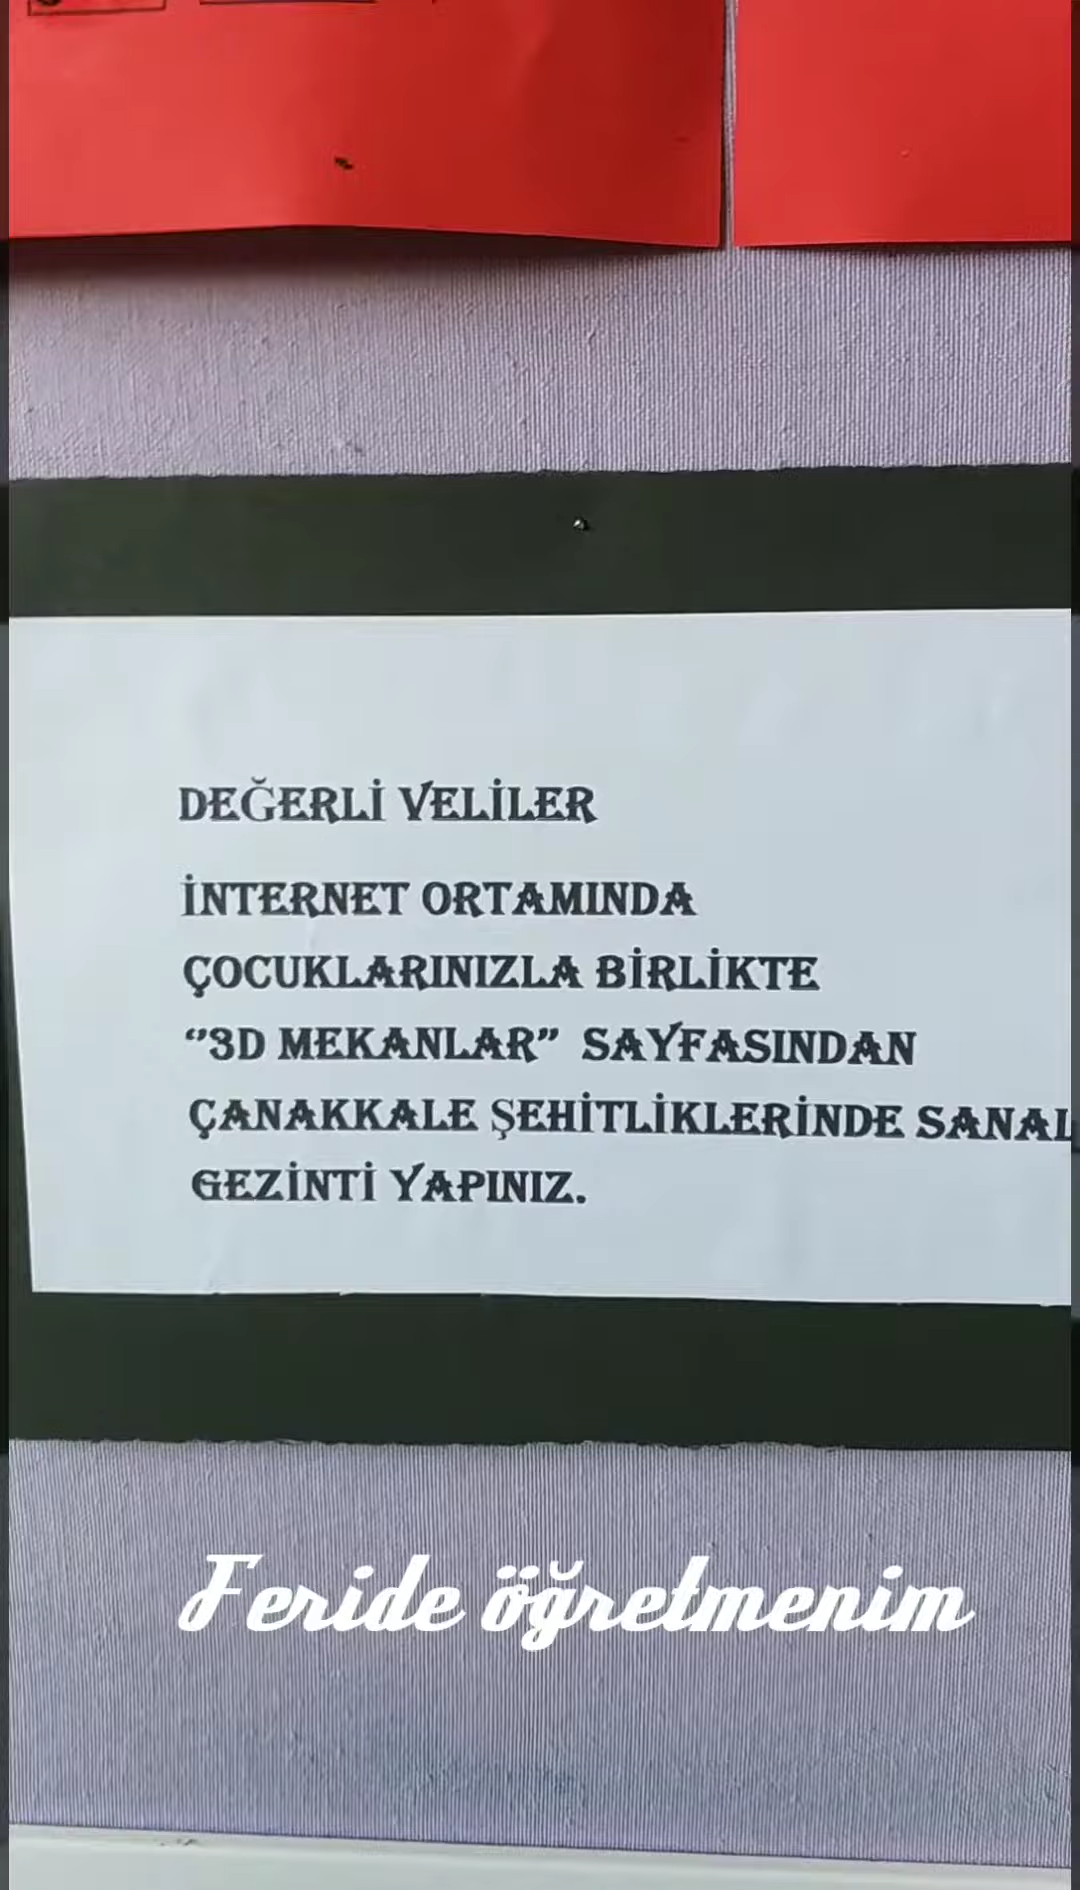 DEĞERLİ VELİLER
İNTERNET ORTAMINDA
ÇOCUKLARINIZLA BİRLİKTE
‘’3D MEKANLAR” SAYFASINDAN
ÇANAKKALE ŞEHİTLİKLERİNDE SANAL
GEZİNTİ YAPINIZ.
Feride öğretmenim